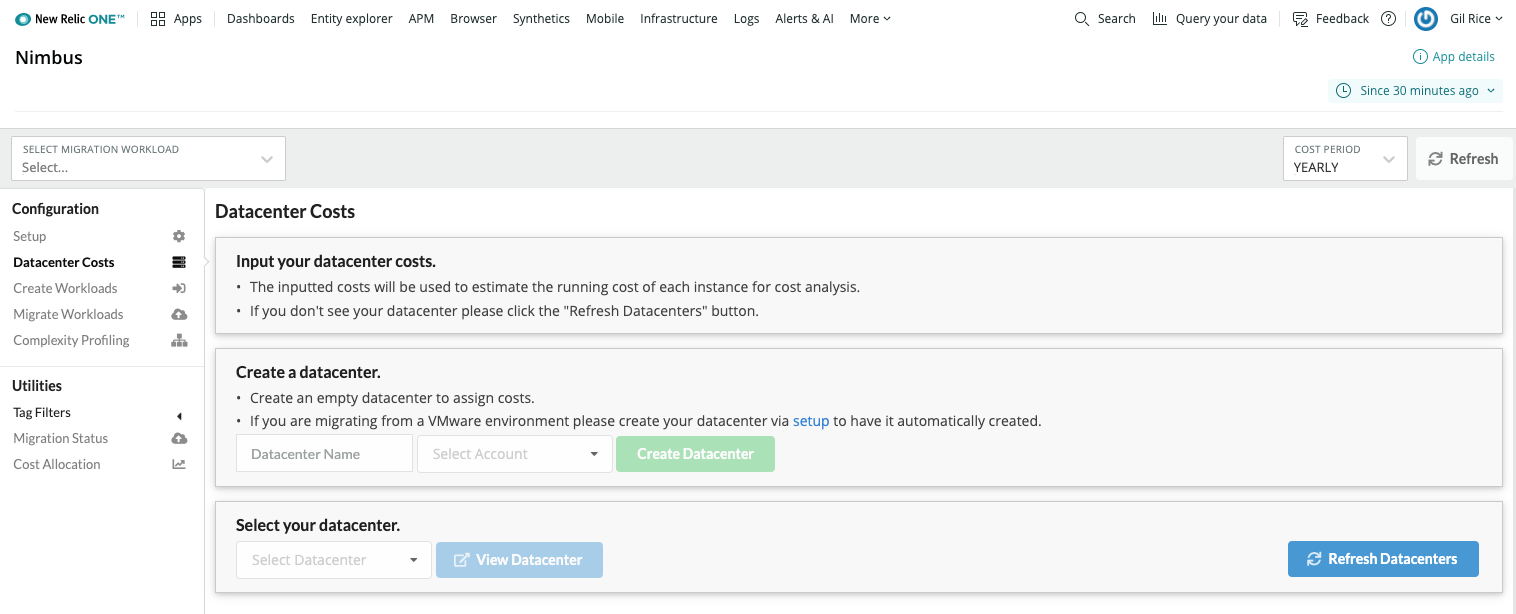 New Relic ONE™ Apps Dashboards Entity explorer APM Browser Synthetics Mobile Infrastructure Logs Alerts & AI More Search Query your data Feedback Gil Rice
Nimbus
App details
Since 30 minutes ago
SELECT MIGRATION WORKLOAD
Select...
COST PERIOD
YEARLY
Refresh
Configuration
Setup
Datacenter Costs
Create Workloads
Migrate Workloads
Complexity Profiling
Utilities
Tag Filters
Migration Status
Cost Allocation
Datacenter Costs
Input your datacenter costs.
• The inputted costs will be used to estimate the running cost of each instance for cost analysis.
• If you don't see your datacenter please click the "Refresh Datacenters" button.
Create a datacenter.
• Create an empty datacenter to assign costs.
• If you are migrating from a VMware environment please create your datacenter via setup to have it automatically created.
Datacenter Name Select Account Create Datacenter
Select your datacenter.
Select Datacenter View Datacenter Refresh Datacenters